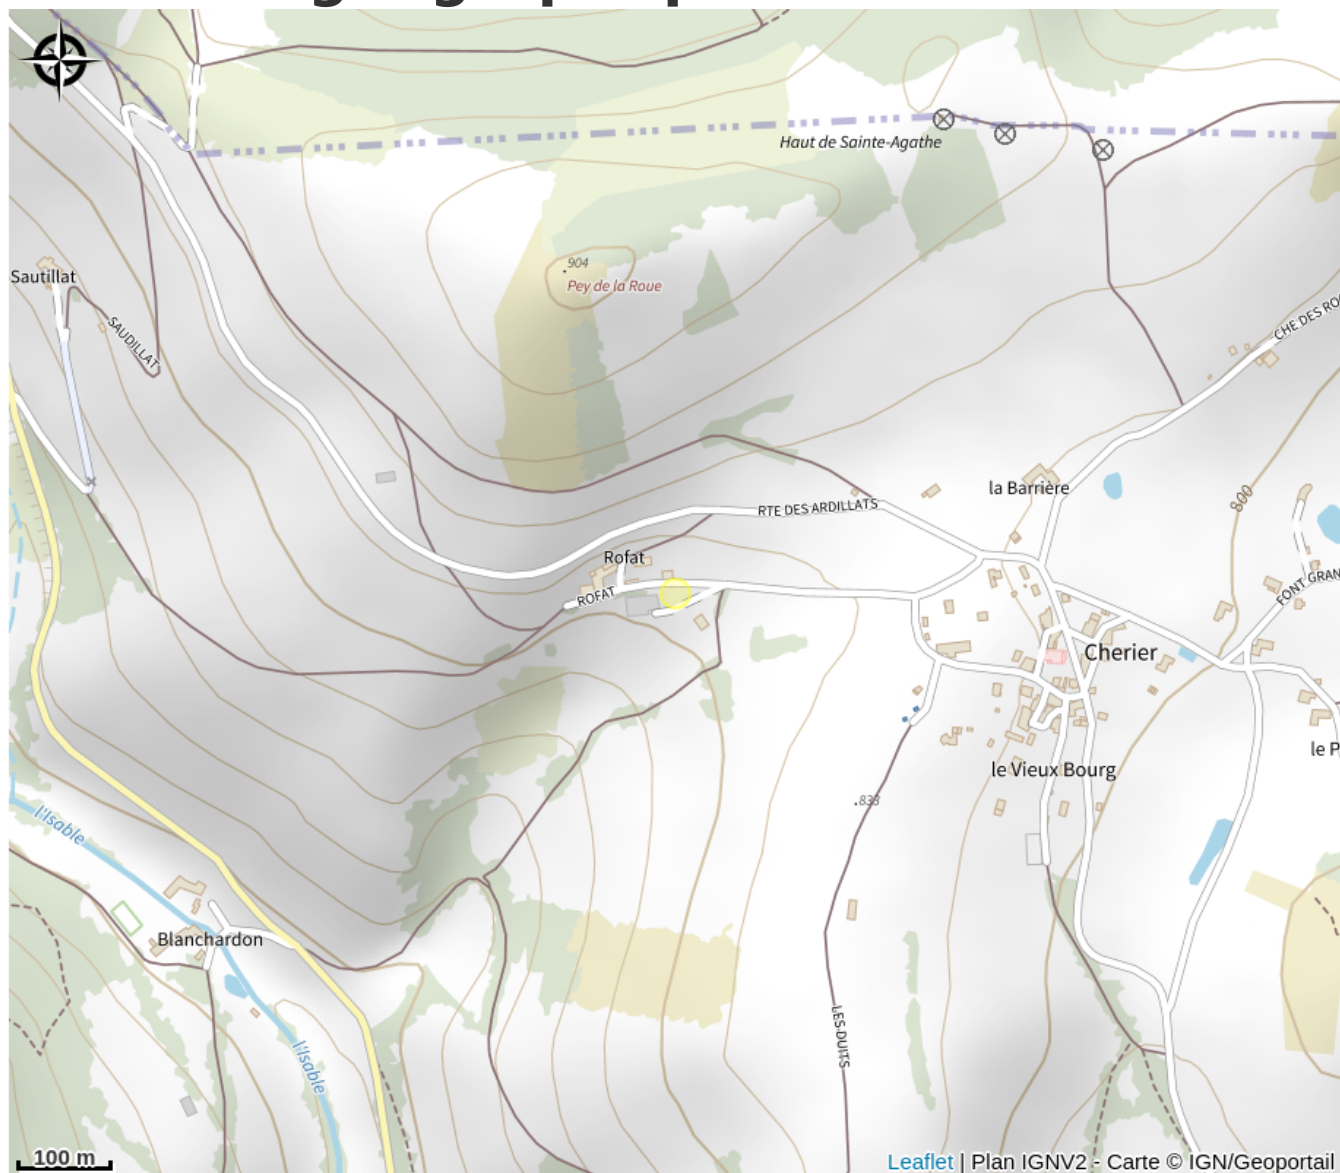 Haut de Sainte-Agathe
904
Pey de la Roue
Sautillat
SAUDILLAT
CHE DES RO
la Barrière
800
RTE DES ARDILLATS
Rofat
ROFAT
FONT GRAN
Cherier
le P
le Vieux Bourg
833
l'Isable
Blanchardon
LES DUITS
l'Isable
100 m
Leaflet | Plan IGNV2 - Carte © IGN/Geoportail